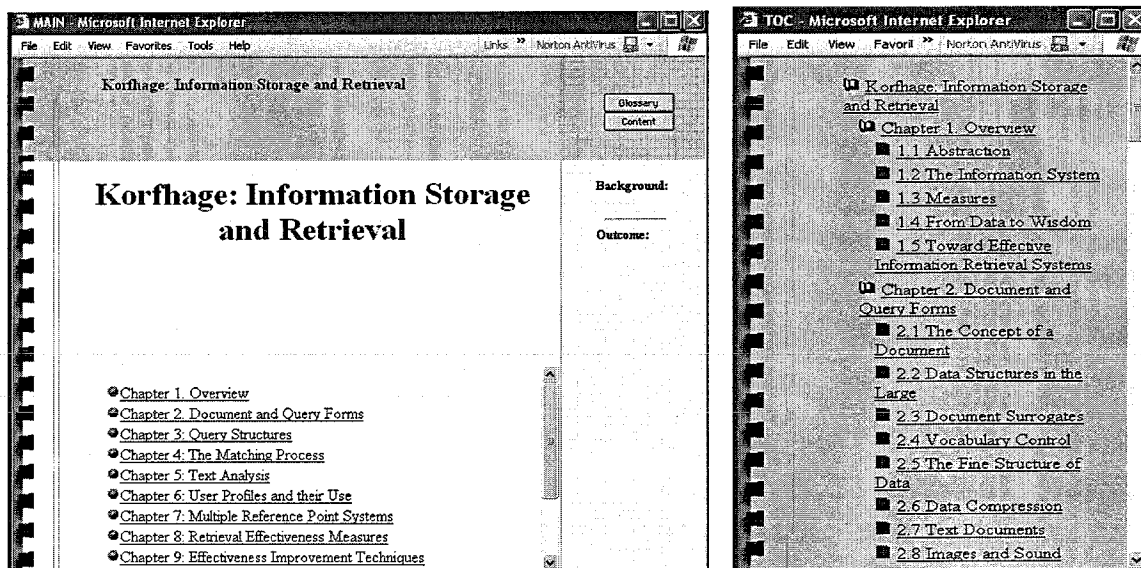 MAIN - Microsoft Internet Explorer
File Edit View Favorites Tools Help Links » Norton AntiVirus
Korfhage: Information Storage and Retrieval
Glossary
Content
Korfhage: Information Storage
and Retrieval
Background:
Outcome:
Chapter 1. Overview
Chapter 2. Document and Query Forms
Chapter 3: Query Structures
Chapter 4: The Matching Process
Chapter 5: Text Analysis
Chapter 6: User Profiles and their Use
Chapter 7: Multiple Reference Point Systems
Chapter 8: Retrieval Effectiveness Measures
Chapter 9: Effectiveness Improvement Techniques
TOC - Microsoft Internet Explorer
File Edit View Favorit » Norton AntiVirus
Korfhage: Information Storage
and Retrieval
Chapter 1. Overview
1.1 Abstraction
1.2 The Information System
1.3 Measures
1.4 From Data to Wisdom
1.5 Toward Effective
Information Retrieval Systems
Chapter 2. Document and
Query Forms
2.1 The Concept of a
Document
2.2 Data Structures in the
Large
2.3 Document Surrogates
2.4 Vocabulary Control
2.5 The Fine Structure of
Data
2.6 Data Compression
2.7 Text Documents
2.8 Images and Sound